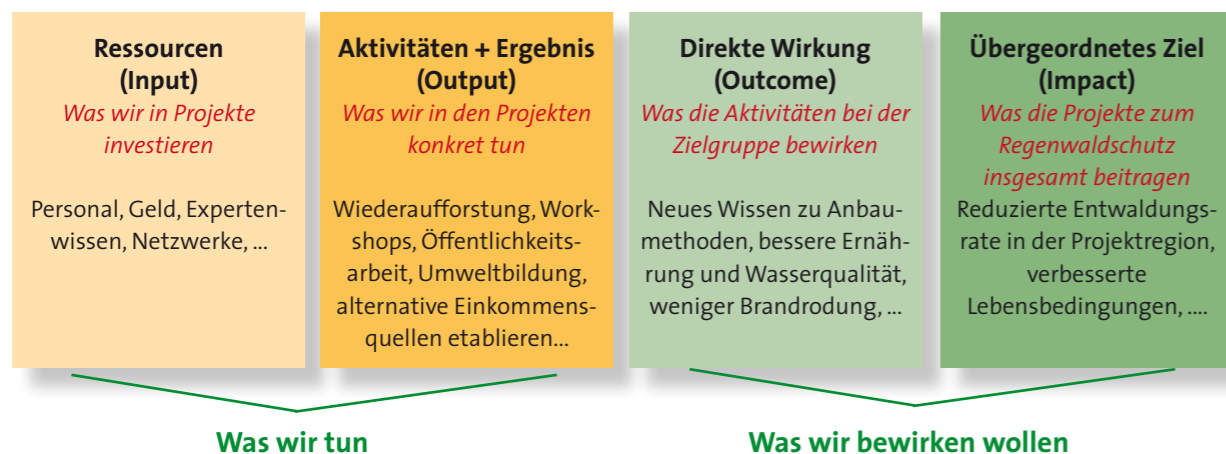 Ressourcen
(Input)
Was wir in Projekte
investieren
Personal, Geld, Experten-
wissen, Netzwerke, ...
Aktivitäten + Ergebnis
(Output)
Was wir in den Projekten
konkret tun
Wiederaufforstung, Work-
shops, Öffentlichkeits-
arbeit, Umweltbildung,
alternative Einkommens-
quellen etablieren...
Direkte Wirkung
(Outcome)
Was die Aktivitäten bei der
Zielgruppe bewirken
Neues Wissen zu Anbau-
methoden, bessere Ernäh-
rung und Wasserqualität,
weniger Brandrodung, ...
Übergeordnetes Ziel
(Impact)
Was die Projekte zum
Regenwaldschutz
insgesamt beitragen
Reduzierte Entwaldungs-
rate in der Projektregion,
verbesserte
Lebensbedingungen, ....
Was wir tun
Was wir bewirken wollen